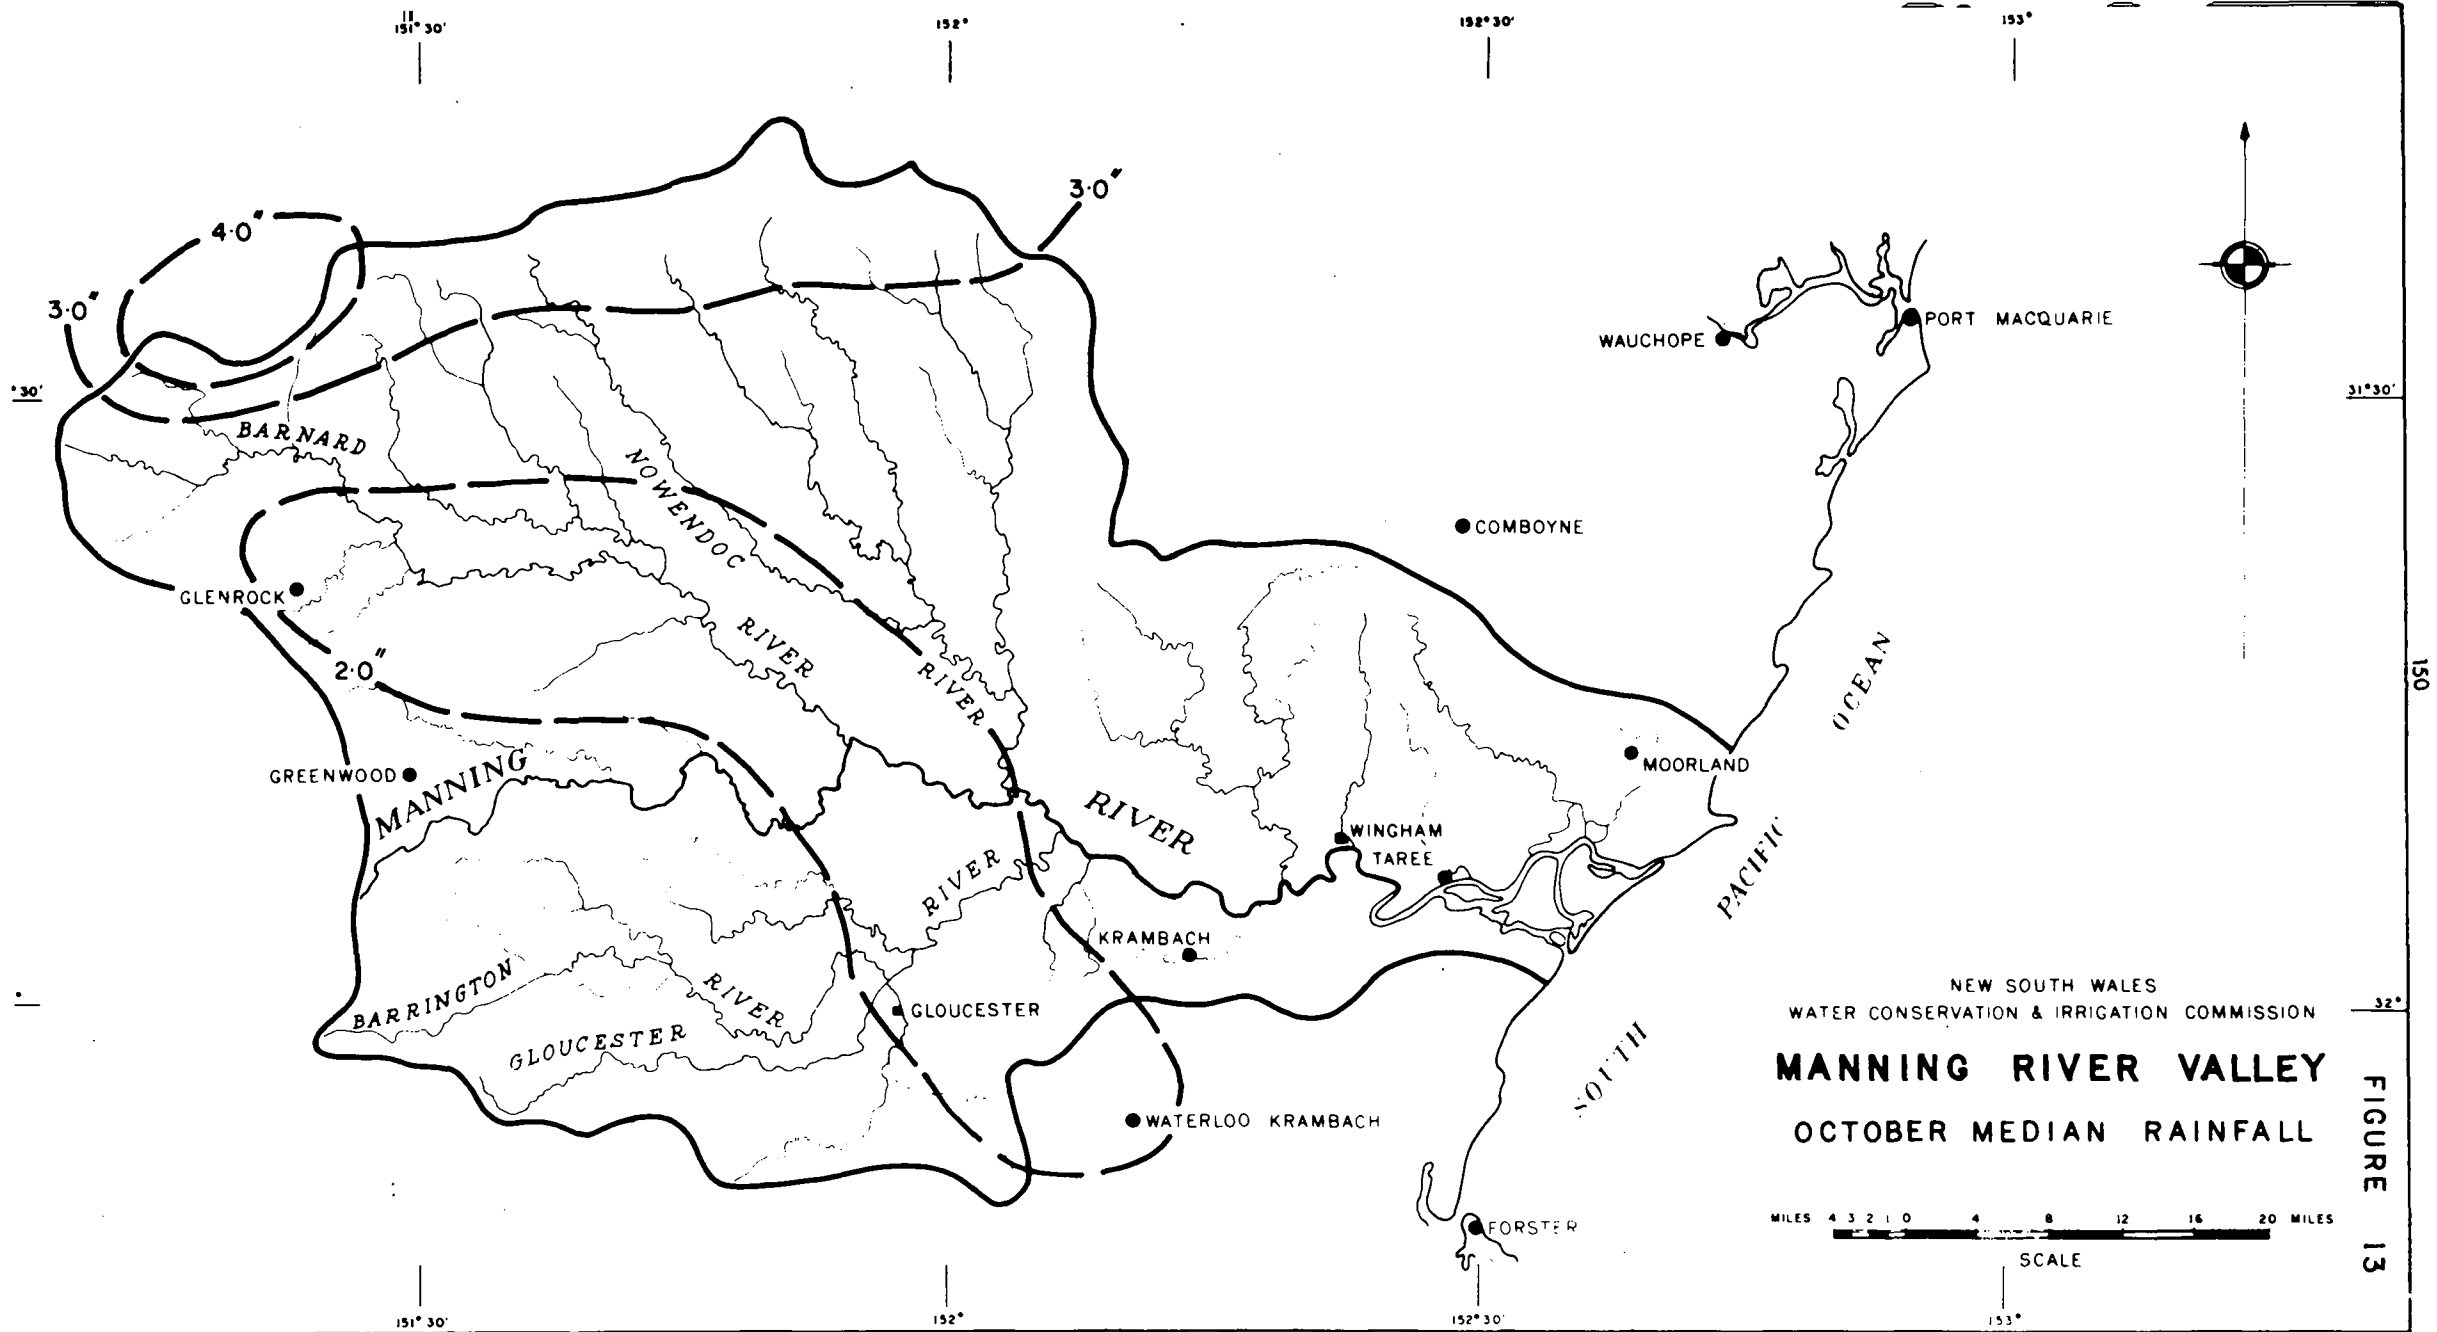 151° 30'
152°
152° 30'
153°
3·0"
4·0"
3·0"
PORT MACQUARIE
WAUCHOPE
°30'
31° 30'
BARNARD
NOWENDOC
COMBOYNE
GLENROCK
RIVER
2·0"
RIVER
OCEAN
150
MOORLAND
GREENWOOD
MANNING
RIVER
WINGHAM
TAREE
RIVER
PACIFIC
KRAMBACH
BARRINGTON
RIVER
GLOUCESTER
GLOUCESTER
SOUTH
NEW SOUTH WALES
WATER CONSERVATION & IRRIGATION COMMISSION
32°
MANNING RIVER VALLEY
OCTOBER MEDIAN RAINFALL
FIGURE 13
WATERLOO KRAMBACH
FORSTER
MILES 4 3 2 1 0 4 8 12 16 20 MILES
SCALE
151° 30'
152°
152° 30'
153°